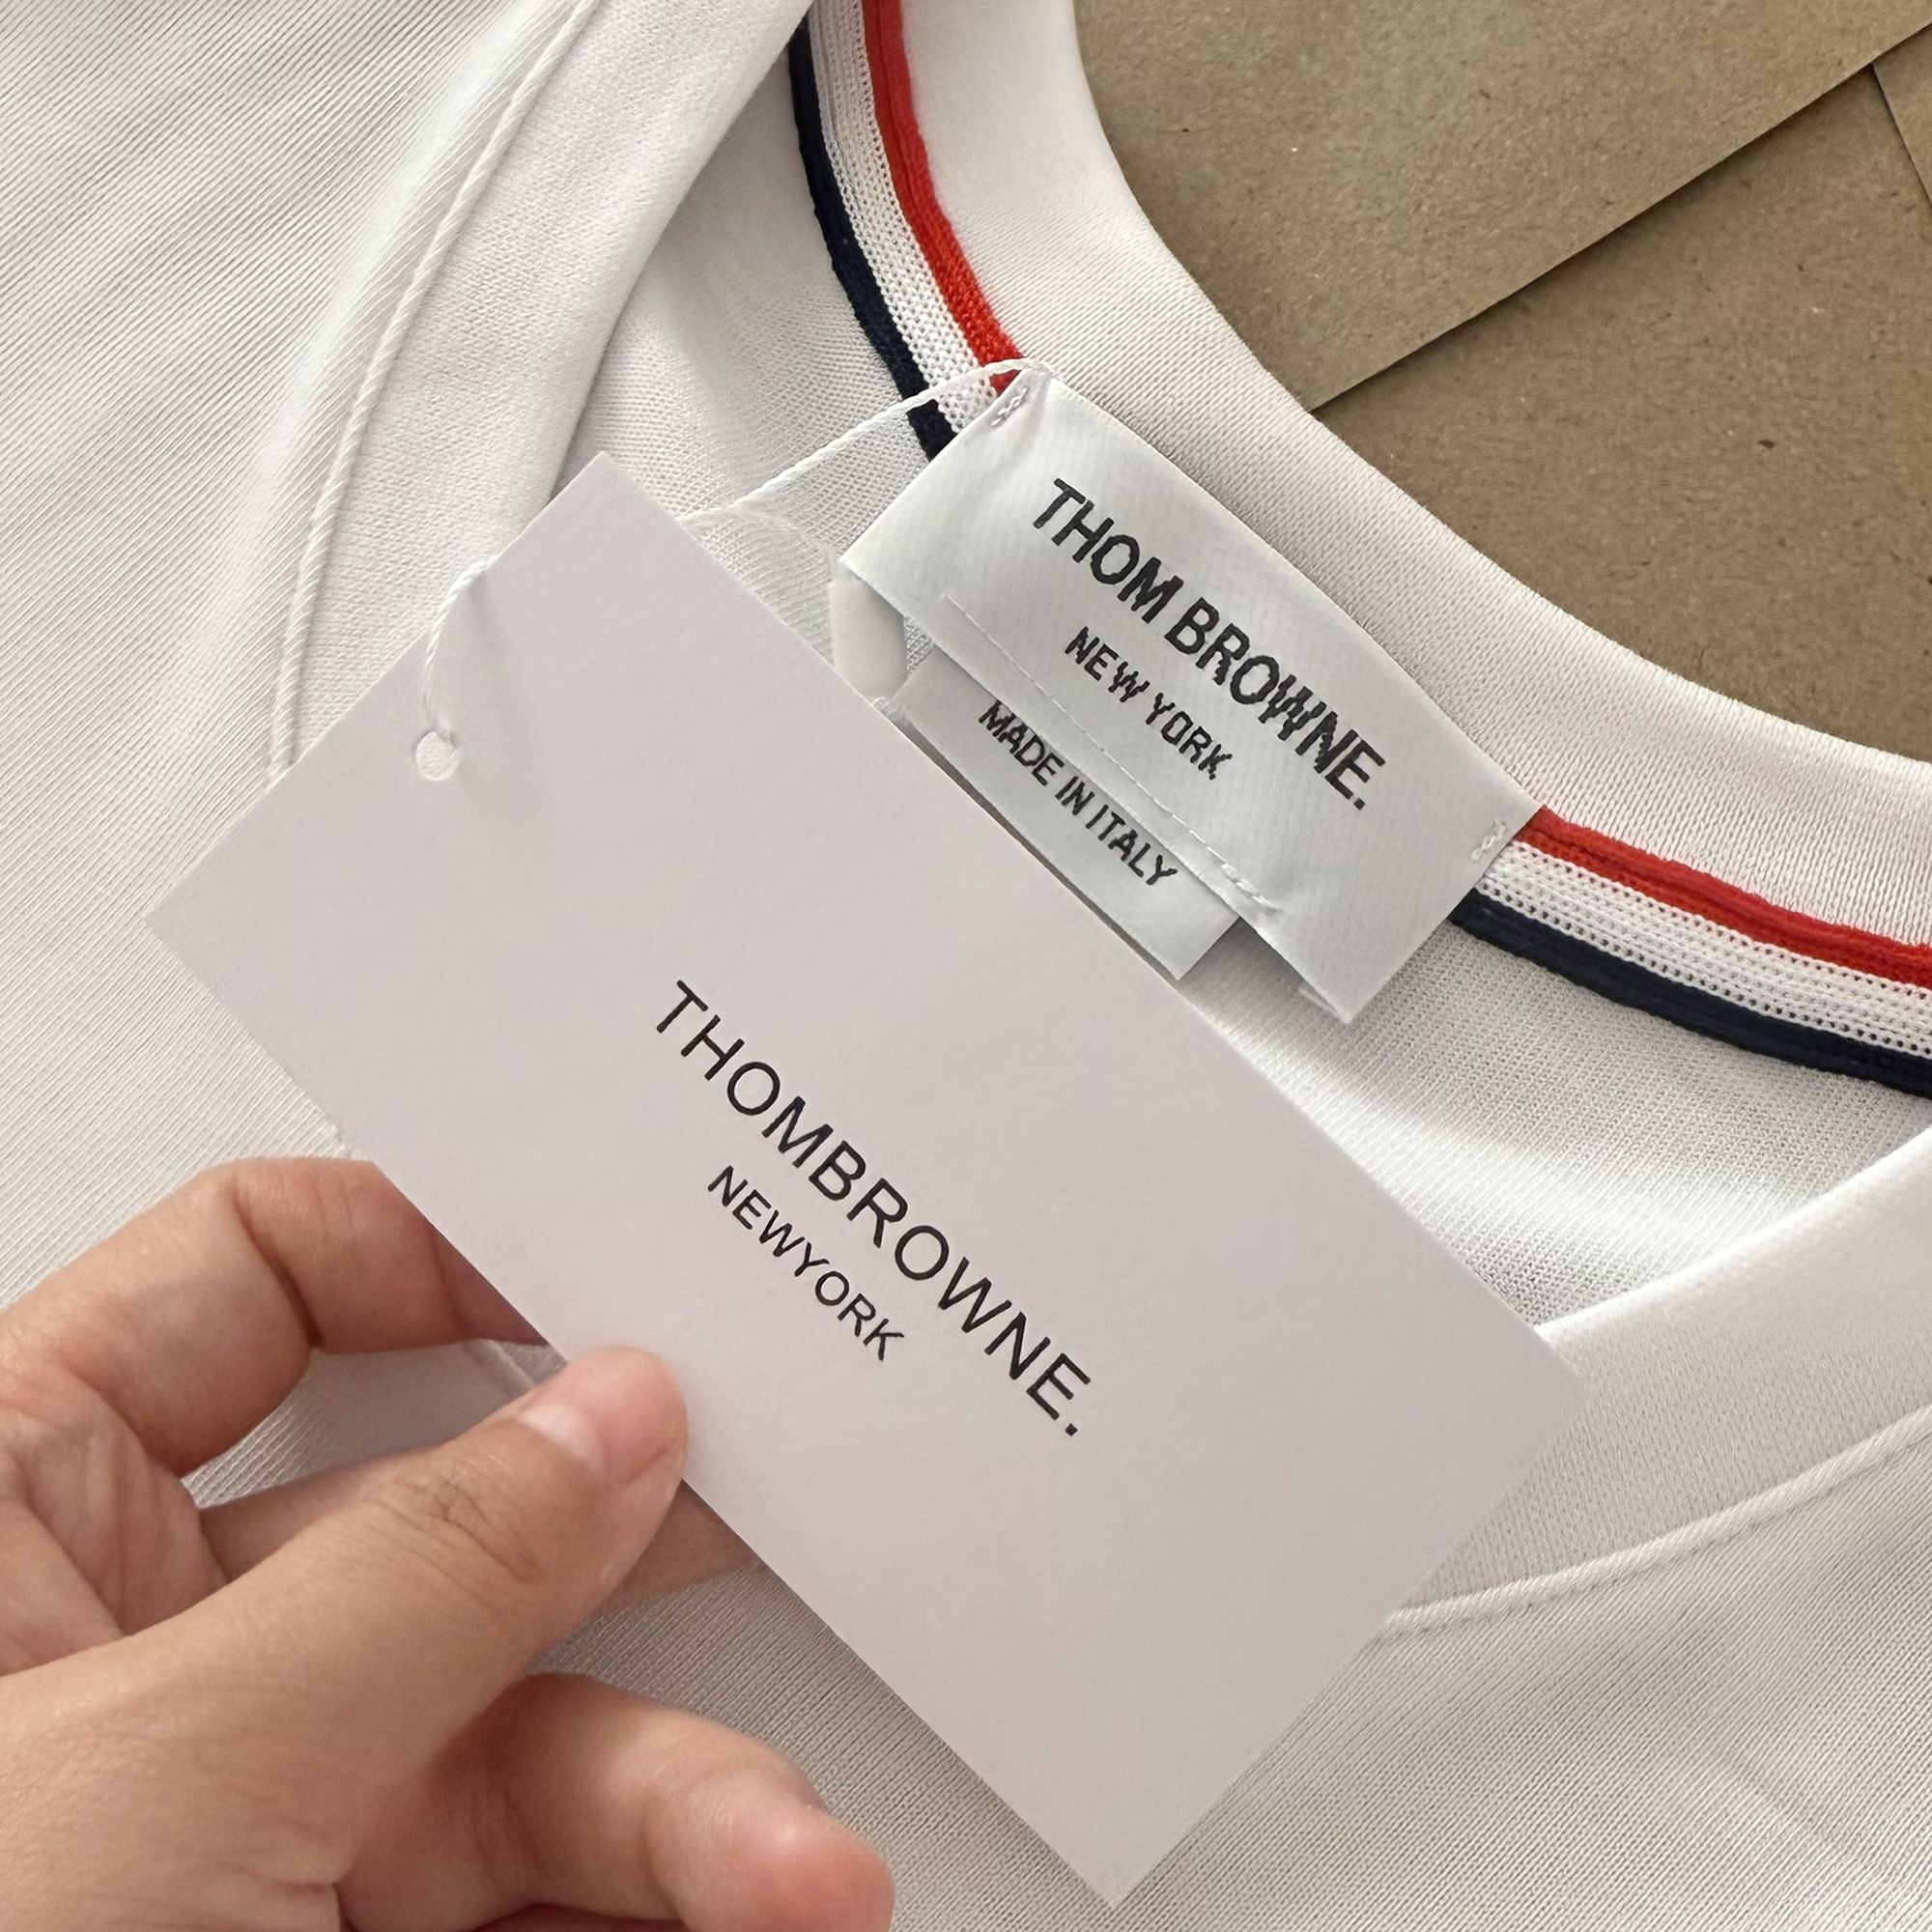 THOM BROWNE.
NEW YORK
MADE IN ITALY
THOMBROWNE.
NEWYORK